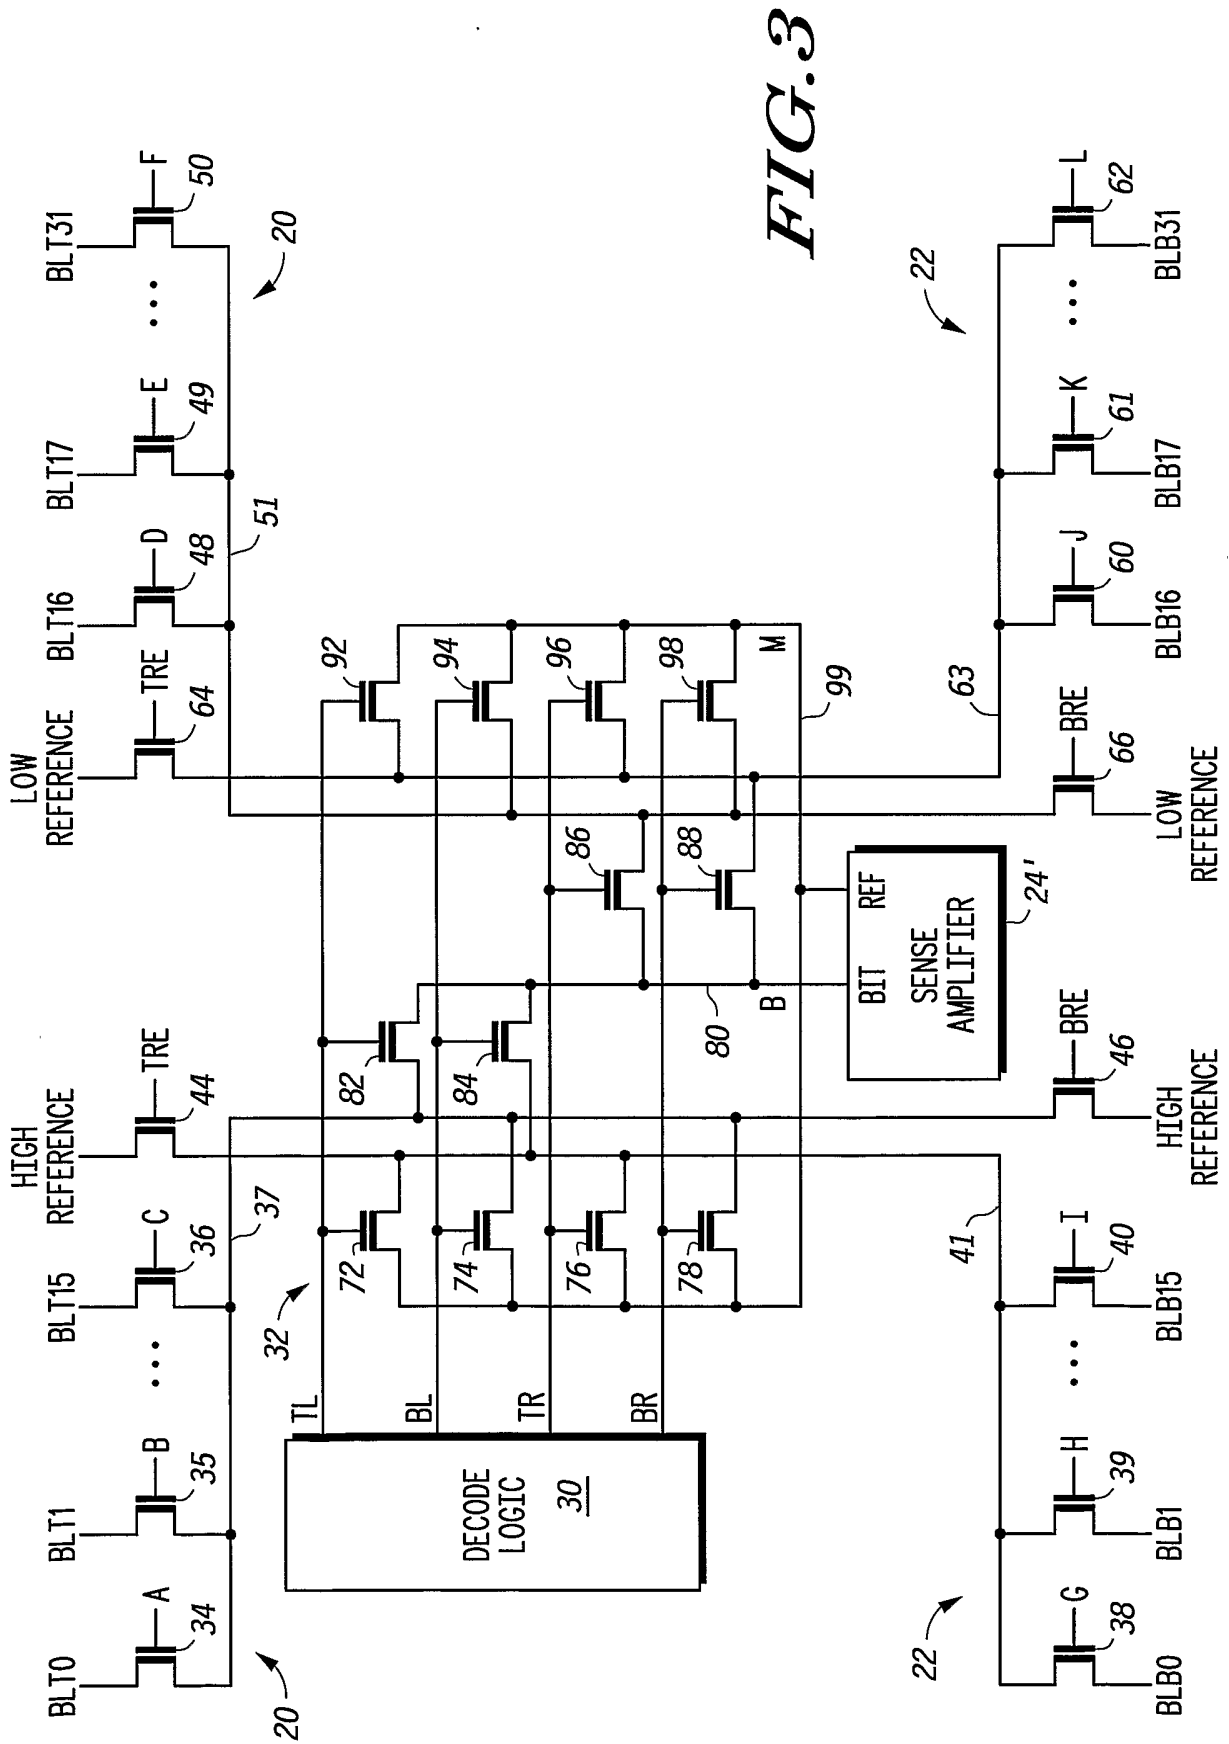 BLT0
A
34
BLT1
B
35
BLT15
C
36
37
HIGH
REFERENCE
TRE
44
LOW
REFERENCE
TRE
64
BLT16
D
48
51
BLT17
E
49
BLT31
F
50
20
20
32
TL
BL
TR
BR
DECODE
LOGIC
30
72
74
76
78
82
84
86
88
92
94
96
98
80
B
M
99
BIT
REF
SENSE
AMPLIFIER
24'
41
63
22
22
BLB0
G
38
BLB1
H
39
BLB15
I
40
HIGH
REFERENCE
BRE
46
LOW
REFERENCE
BRE
66
BLB16
J
60
BLB17
K
61
BLB31
L
62
FIG.3